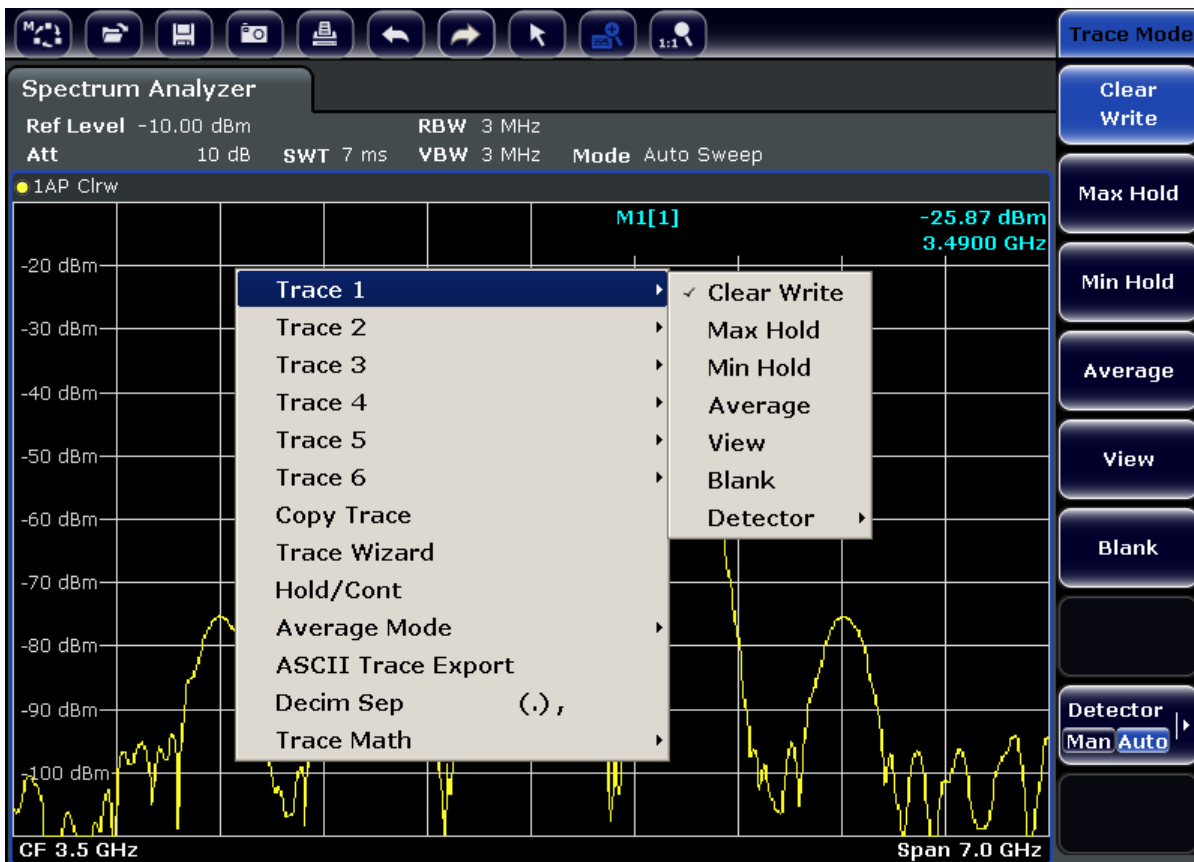 Trace Mode
1:1
Spectrum Analyzer
Ref Level -10.00 dBm RBW 3 MHz
Att 10 dB SWT 7 ms VBW 3 MHz Mode Auto Sweep
1AP Clrw
M1[1] -25.87 dBm
3.4900 GHz
-20 dBm
-30 dBm
-40 dBm
-50 dBm
-60 dBm
-70 dBm
-80 dBm
-90 dBm
-100 dBm
Trace 1
Trace 2
Trace 3
Trace 4
Trace 5
Trace 6
Copy Trace
Trace Wizard
Hold/Cont
Average Mode
ASCII Trace Export
Decim Sep (.) ,
Trace Math
Clear Write
Max Hold
Min Hold
Average
View
Blank
Detector
CF 3.5 GHz Span 7.0 GHz
Clear
Write
Max Hold
Min Hold
Average
View
Blank
Detector
Man Auto